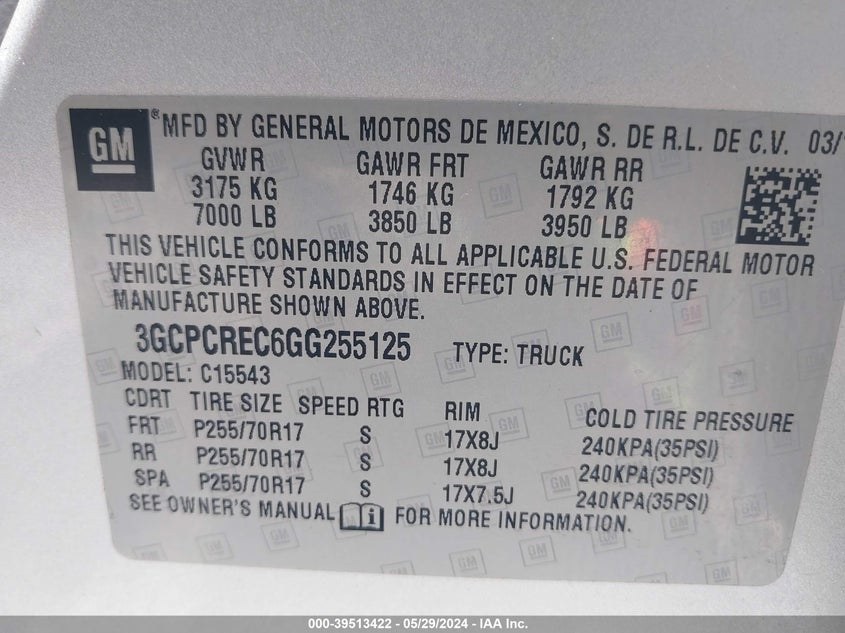 GM® MFD BY GENERAL MOTORS DE MEXICO, S. DE R.L. DE C.V. 03/
GVWR GAWR FRT GAWR RR
3175 KG 1746 KG 1792 KG
7000 LB 3850 LB 3950 LB
THIS VEHICLE CONFORMS TO ALL APPLICABLE U.S. FEDERAL MOTOR
VEHICLE SAFETY STANDARDS IN EFFECT ON THE DATE OF
MANUFACTURE SHOWN ABOVE.
3GCPCREC6GG255125 TYPE: TRUCK
MODEL: C15543
CDRT TIRE SIZE SPEED RTG RIM COLD TIRE PRESSURE
FRT P255/70R17 S 17X8J 240KPA(35PSI)
RR P255/70R17 S 17X8J 240KPA(35PSI)
SPA P255/70R17 S 17X7.5J 240KPA(35PSI)
SEE OWNER'S MANUAL i FOR MORE INFORMATION.
000-39513422 - 05/29/2024 - IAA Inc.